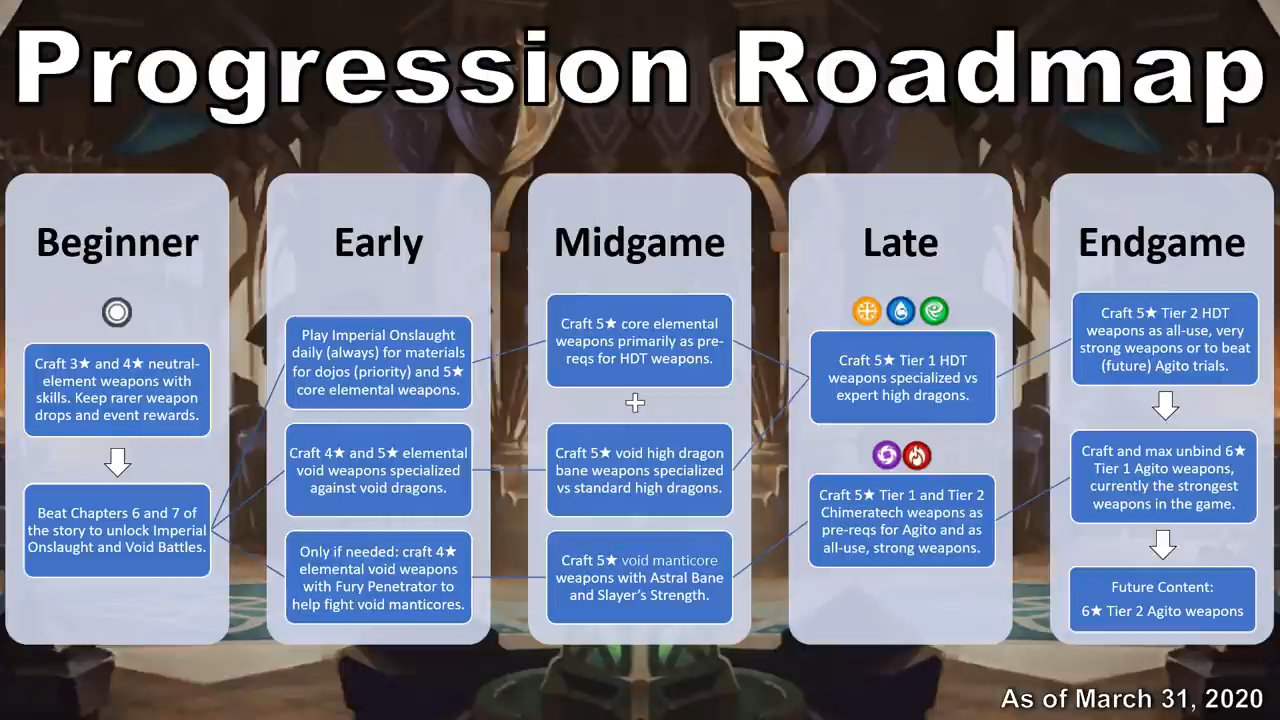 Progression Roadmap
Beginner
Craft 3★ and 4★ neutral-
element weapons with
skills. Keep rarer weapon
drops and event rewards.
Beat Chapters 6 and 7 of
the story to unlock Imperial
Onslaught and Void Battles.
Early
Play Imperial Onslaught
daily (always) for materials
for dojos (priority) and 5★
core elemental weapons.
Craft 4★ and 5★ elemental
void weapons specialized
against void dragons.
Only if needed: craft 4★
elemental void weapons
with Fury Penetrator to
help fight void manticores.
Midgame
Craft 5★ core elemental
weapons primarily as pre-
reqs for HDT weapons.
Craft 5★ void high dragon
bane weapons specialized
vs standard high dragons.
Craft 5★ void manticore
weapons with Astral Bane
and Slayer's Strength.
Late
Craft 5★ Tier 1 HDT
weapons specialized vs
expert high dragons.
Craft 5★ Tier 1 and Tier 2
Chimeratech weapons as
pre-reqs for Agito and as
all-use, strong weapons.
Endgame
Craft 5★ Tier 2 HDT
weapons as all-use, very
strong weapons or to beat
(future) Agito trials.
Craft and max unbind 6★
Tier 1 Agito weapons,
currently the strongest
weapons in the game.
Future Content:
6★ Tier 2 Agito weapons
As of March 31, 2020